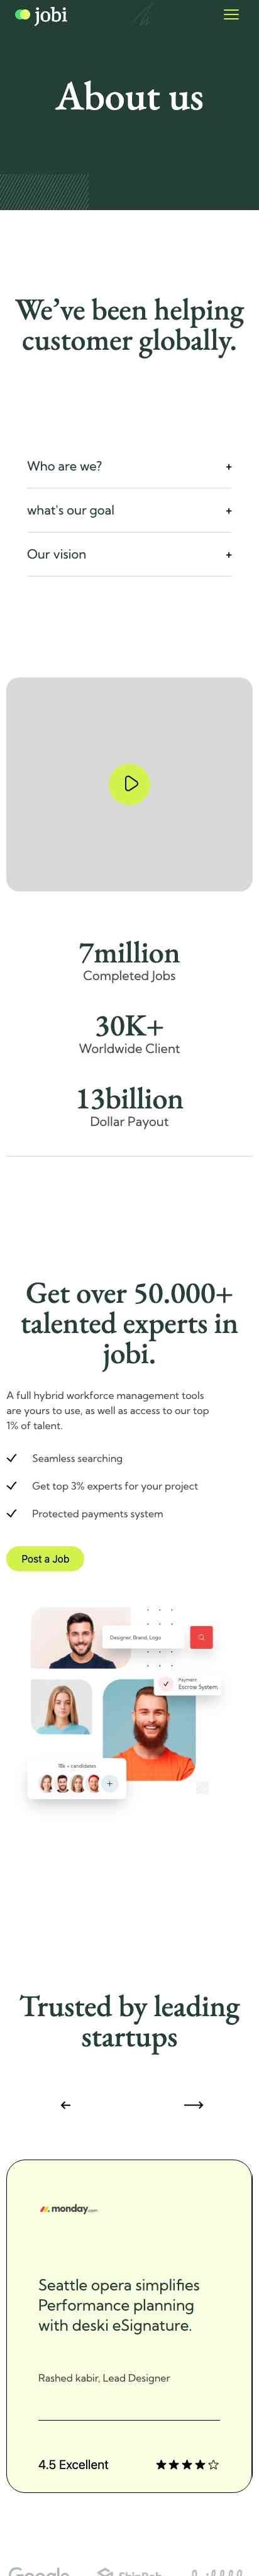 jobi
About us
We’ve been helping
customer globally.
Who are we?
+
what's our goal
+
Our vision
+
7million
Completed Jobs
30K+
Worldwide Client
13billion
Dollar Payout
Get over 50.000+
talented experts in
jobi.
A full hybrid workforce management tools
are yours to use, as well as access to our top
1% of talent.
Seamless searching
Get top 3% experts for your project
Protected payments system
Post a Job
Designer, Brand, Logo
Payment
Escrow System
18k + candidates
+
Trusted by leading
startups
monday.com
Seattle opera simplifies
Performance planning
with deski eSignature.
Rashed kabir, Lead Designer
4.5 Excellent
Google